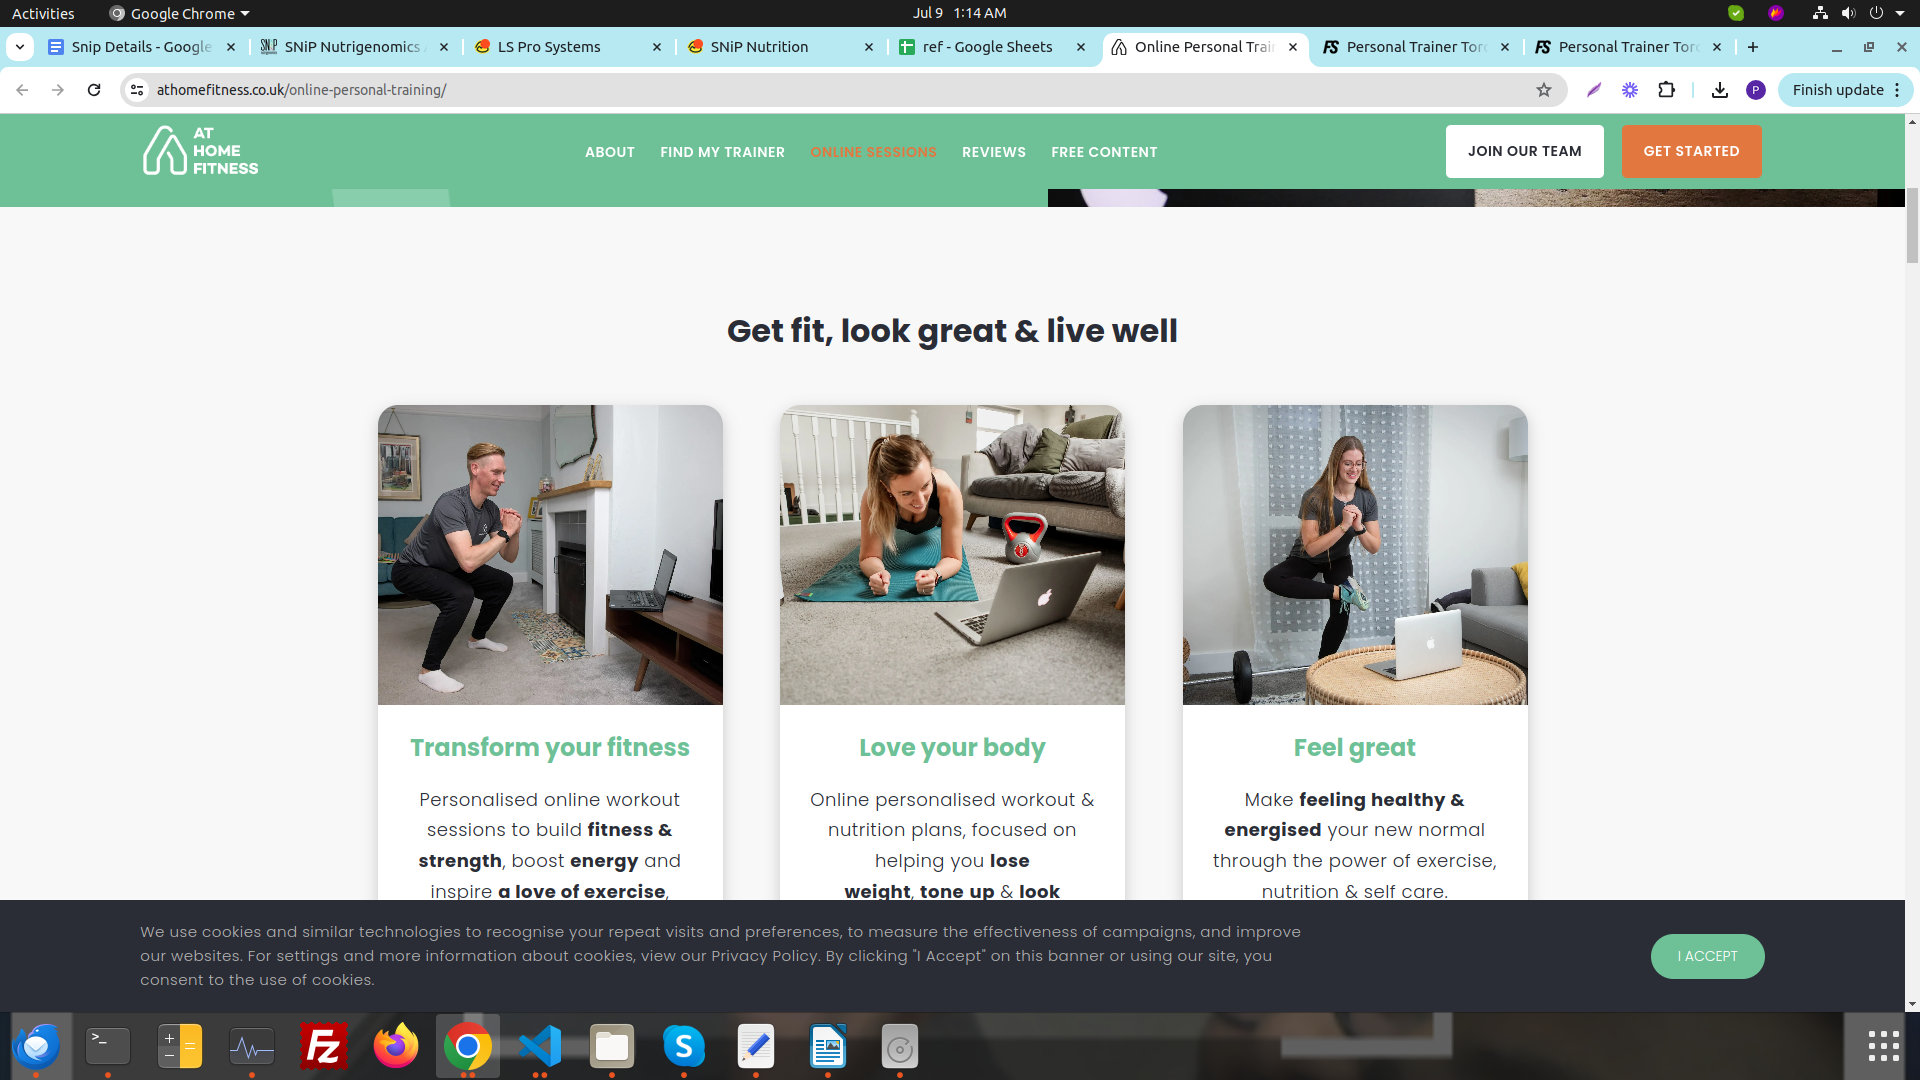 Activities
Google Chrome
Jul 9 1:14 AM
Snip Details - Google
SNiP Nutrigenomics
LS Pro Systems
SNiP Nutrition
ref - Google Sheets
Online Personal Train
Personal Trainer Toro
Personal Trainer Toro
athomefitness.co.uk/online-personal-training/
P
Finish update
AT
HOME
FITNESS
ABOUT
FIND MY TRAINER
ONLINE SESSIONS
REVIEWS
FREE CONTENT
JOIN OUR TEAM
GET STARTED
Get fit, look great & live well
Transform your fitness
Personalised online workout
sessions to build fitness &
strength, boost energy and
inspire a love of exercise,
Love your body
Online personalised workout &
nutrition plans, focused on
helping you lose
weight, tone up & look
Feel great
Make feeling healthy &
energised your new normal
through the power of exercise,
nutrition & self care.
We use cookies and similar technologies to recognise your repeat visits and preferences, to measure the effectiveness of campaigns, and improve
our websites. For settings and more information about cookies, view our Privacy Policy. By clicking "I Accept" on this banner or using our site, you
consent to the use of cookies.
I ACCEPT